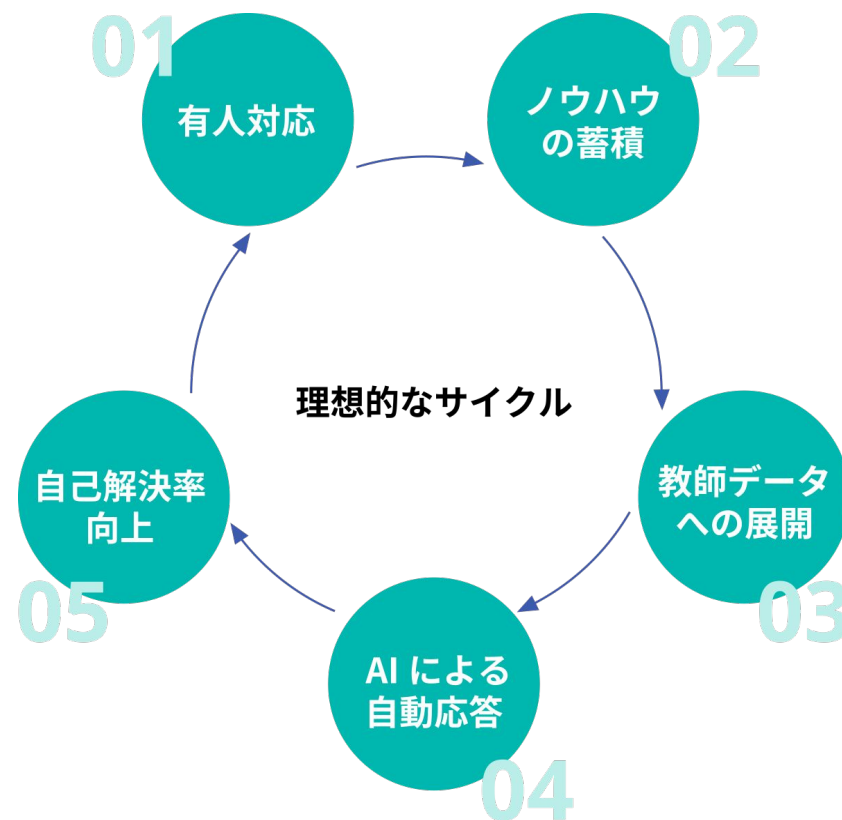 01
有人対応
02
ノウハウ
の蓄積
理想的なサイクル
教師データ
への展開
03
AI による
自動応答
04
自己解決率
向上
05